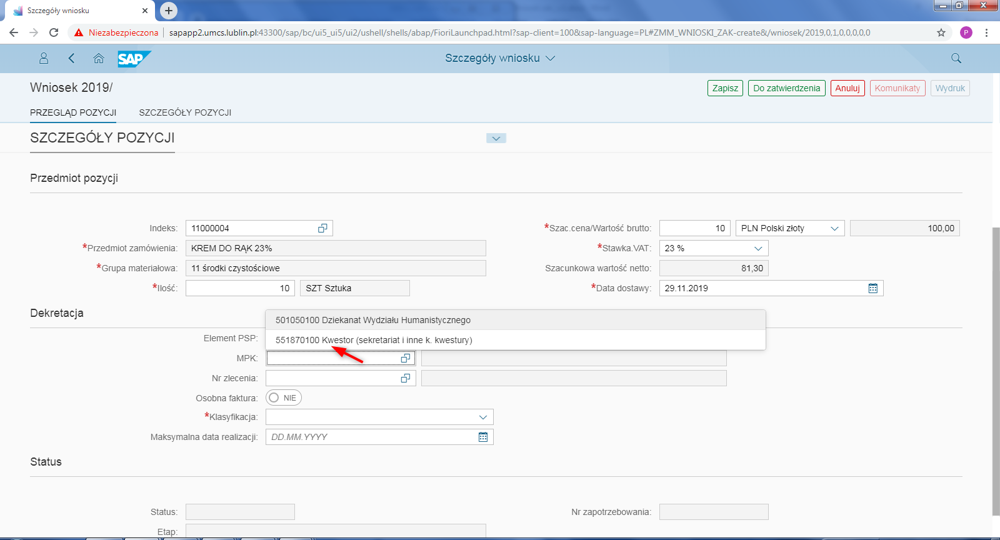 Szczegóły wniosku
Niezabezpieczona
sapapp2.umcs.lublin.pl:43300/sap/bc/ui5_ui5/ui2/ushell/shells/abap/FioriLaunchpad.html?sap-client=100&sap-language=PL#ZMM_WNIOSKI_ZAK-create&/wniosek/2019,0,1,0,0,0,0,0
P
SAP
Szczegóły wniosku
Wniosek 2019/
Zapisz
Do zatwierdzenia
Anuluj
Komunikaty
Wydruk
PRZEGLĄD POZYCJI
SZCZEGÓŁY POZYCJI
SZCZEGÓŁY POZYCJI
Przedmiot pozycji
Indeks: 11000004
*Szac.cena/Wartość brutto: 10 PLN Polski złoty 100,00
*Przedmiot zamówienia: KREM DO RĄK 23%
*Stawka.VAT: 23 %
*Grupa materiałowa: 11 środki czystościowe
Szacunkowa wartość netto: 81,30
*Ilość: 10 SZT Sztuka
*Data dostawy: 29.11.2019
Dekretacja
501050100 Dziekanat Wydziału Humanistycznego
Element PSP:
551870100 Kwestor (sekretariat i inne k. kwestury)
MPK:
Nr zlecenia:
Osobna faktura: NIE
*Klasyfikacja:
Maksymalna data realizacji: DD.MM.YYYY
Status
Status:
Nr zapotrzebowania:
Etap: